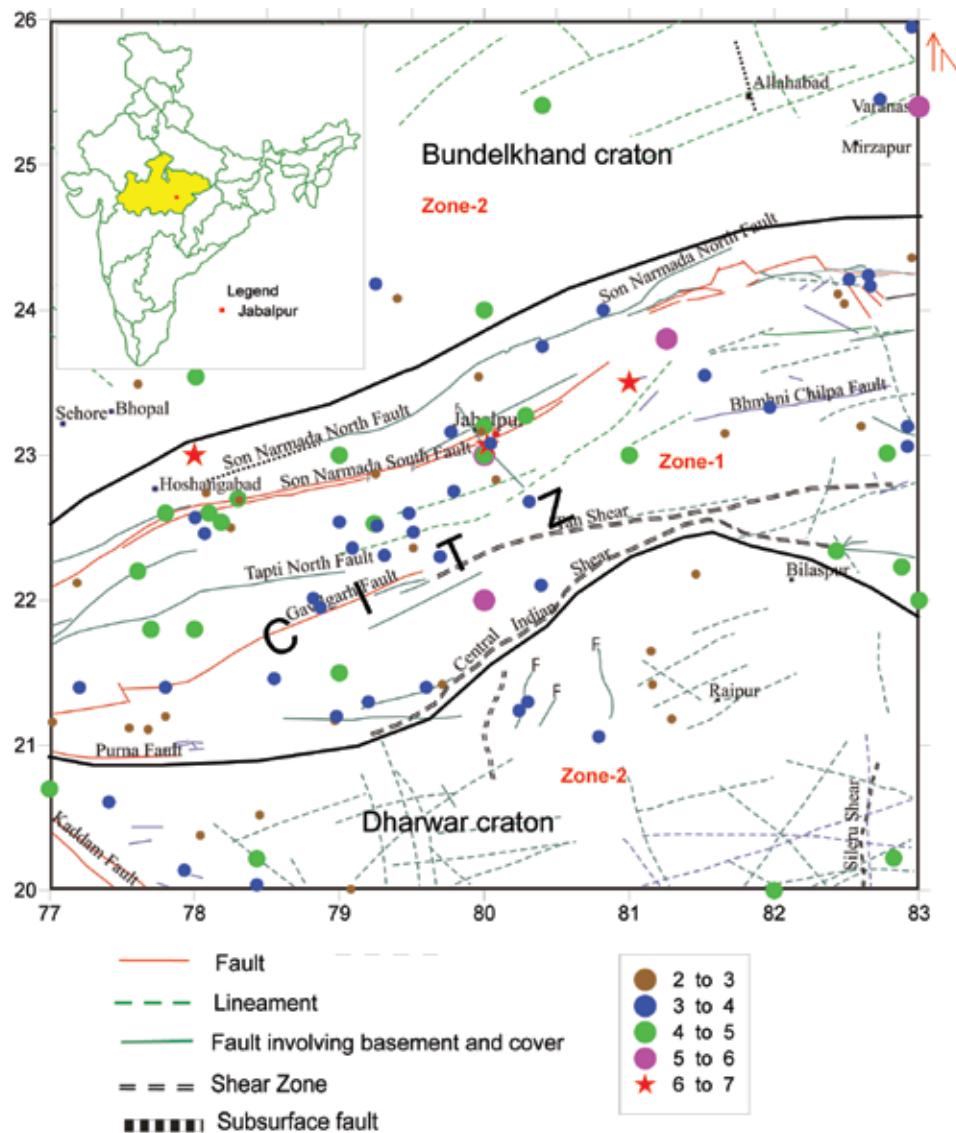 26
25
24
23
22
21
20
77
78
79
80
81
82
83
Legend
Jabalpur
Allahabad
Varanas
Mirzapur
Bundelkhand craton
Zone-2
Son Narmada North Fault
Sehore
Bhopal
Jabalpur
Bhmhni Chilpa Fault
Son Narmada North Fault
Son Narmada South Fault
Hoshangabad
Zone-1
Tan Shear
Tapti North Fault
Gavilgarh Fault
C I T Z
Central Indian Shear
Bilaspur
F
F
F
Raipur
Purna Fault
Zone-2
Kaddam Fault
Dharwar craton
Sileru Shear
Fault
Lineament
Fault involving basement and cover
Shear Zone
Subsurface fault
2 to 3
3 to 4
4 to 5
5 to 6
6 to 7